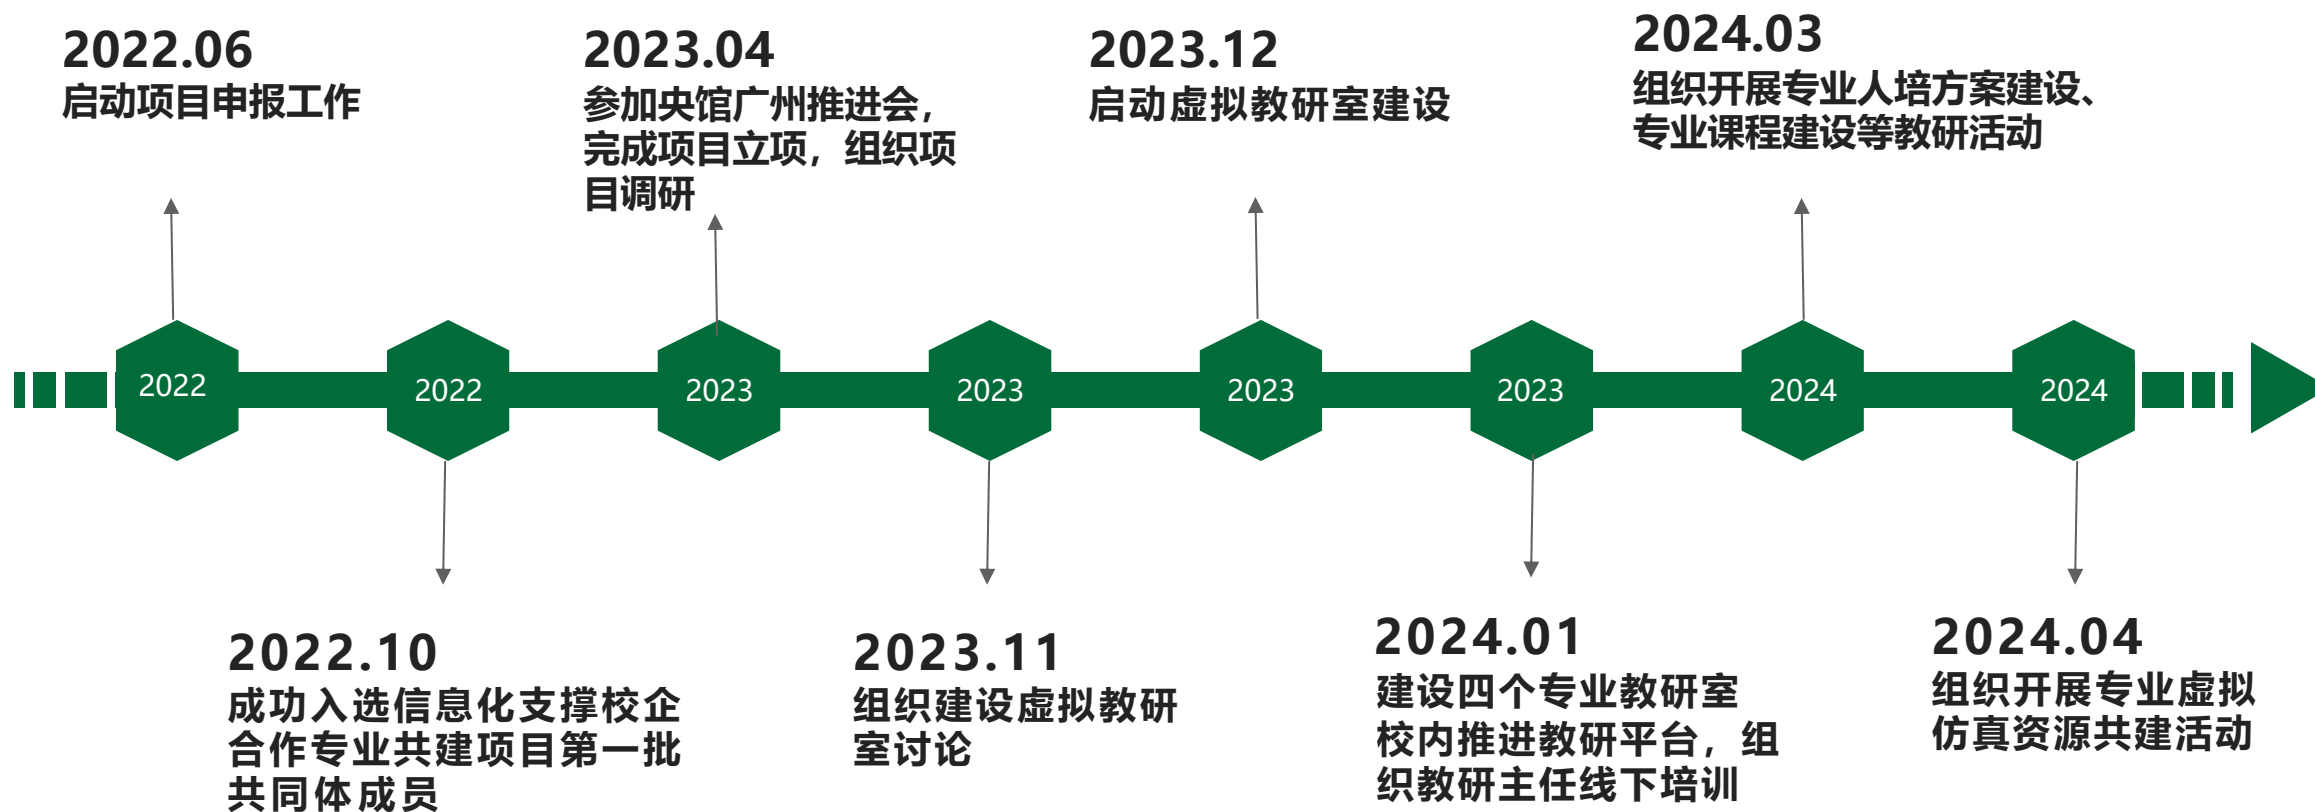 2022.06
启动项目申报工作
2023.04
参加央馆广州推进会，
完成项目立项，组织项
目调研
2023.12
启动虚拟教研室建设
2024.03
组织开展专业人培方案建设、
专业课程建设等教研活动
2022
2022
2023
2023
2023
2023
2024
2024
2022.10
成功入选信息化支撑校企
合作专业共建项目第一批
共同体成员
2023.11
组织建设虚拟教研
室讨论
2024.01
建设四个专业教研室
校内推进教研平台，组
织教研主任线下培训
2024.04
组织开展专业虚拟
仿真资源共建活动